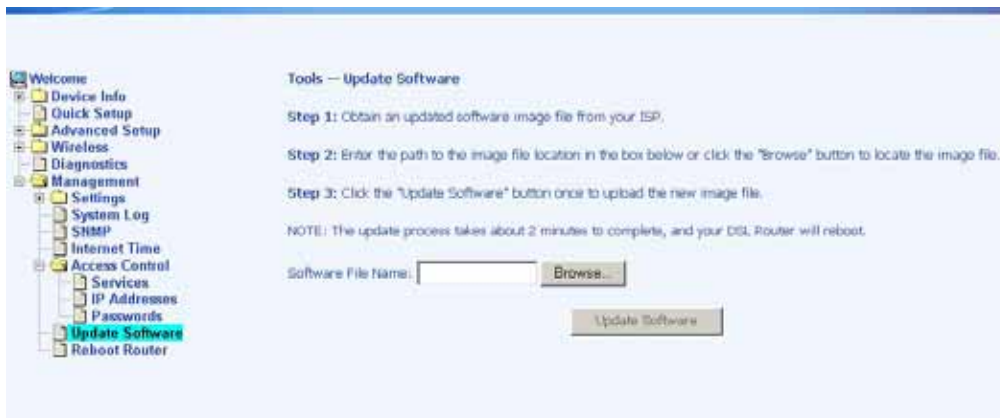 Welcome
Device Info
Quick Setup
Advanced Setup
Wireless
Diagnostics
Management
Settings
System Log
SNMP
Internet Time
Access Control
Services
IP Addresses
Passwords
Update Software
Reboot Router
Tools -- Update Software
Step 1: Obtain an updated software image file from your ISP.
Step 2: Enter the path to the image file location in the box below or click the "Browse" button to locate the image file.
Step 3: Click the "Update Software" button once to upload the new image file.
NOTE: The update process takes about 2 minutes to complete, and your DSL Router will reboot.
Software File Name: Browse...
Update Software